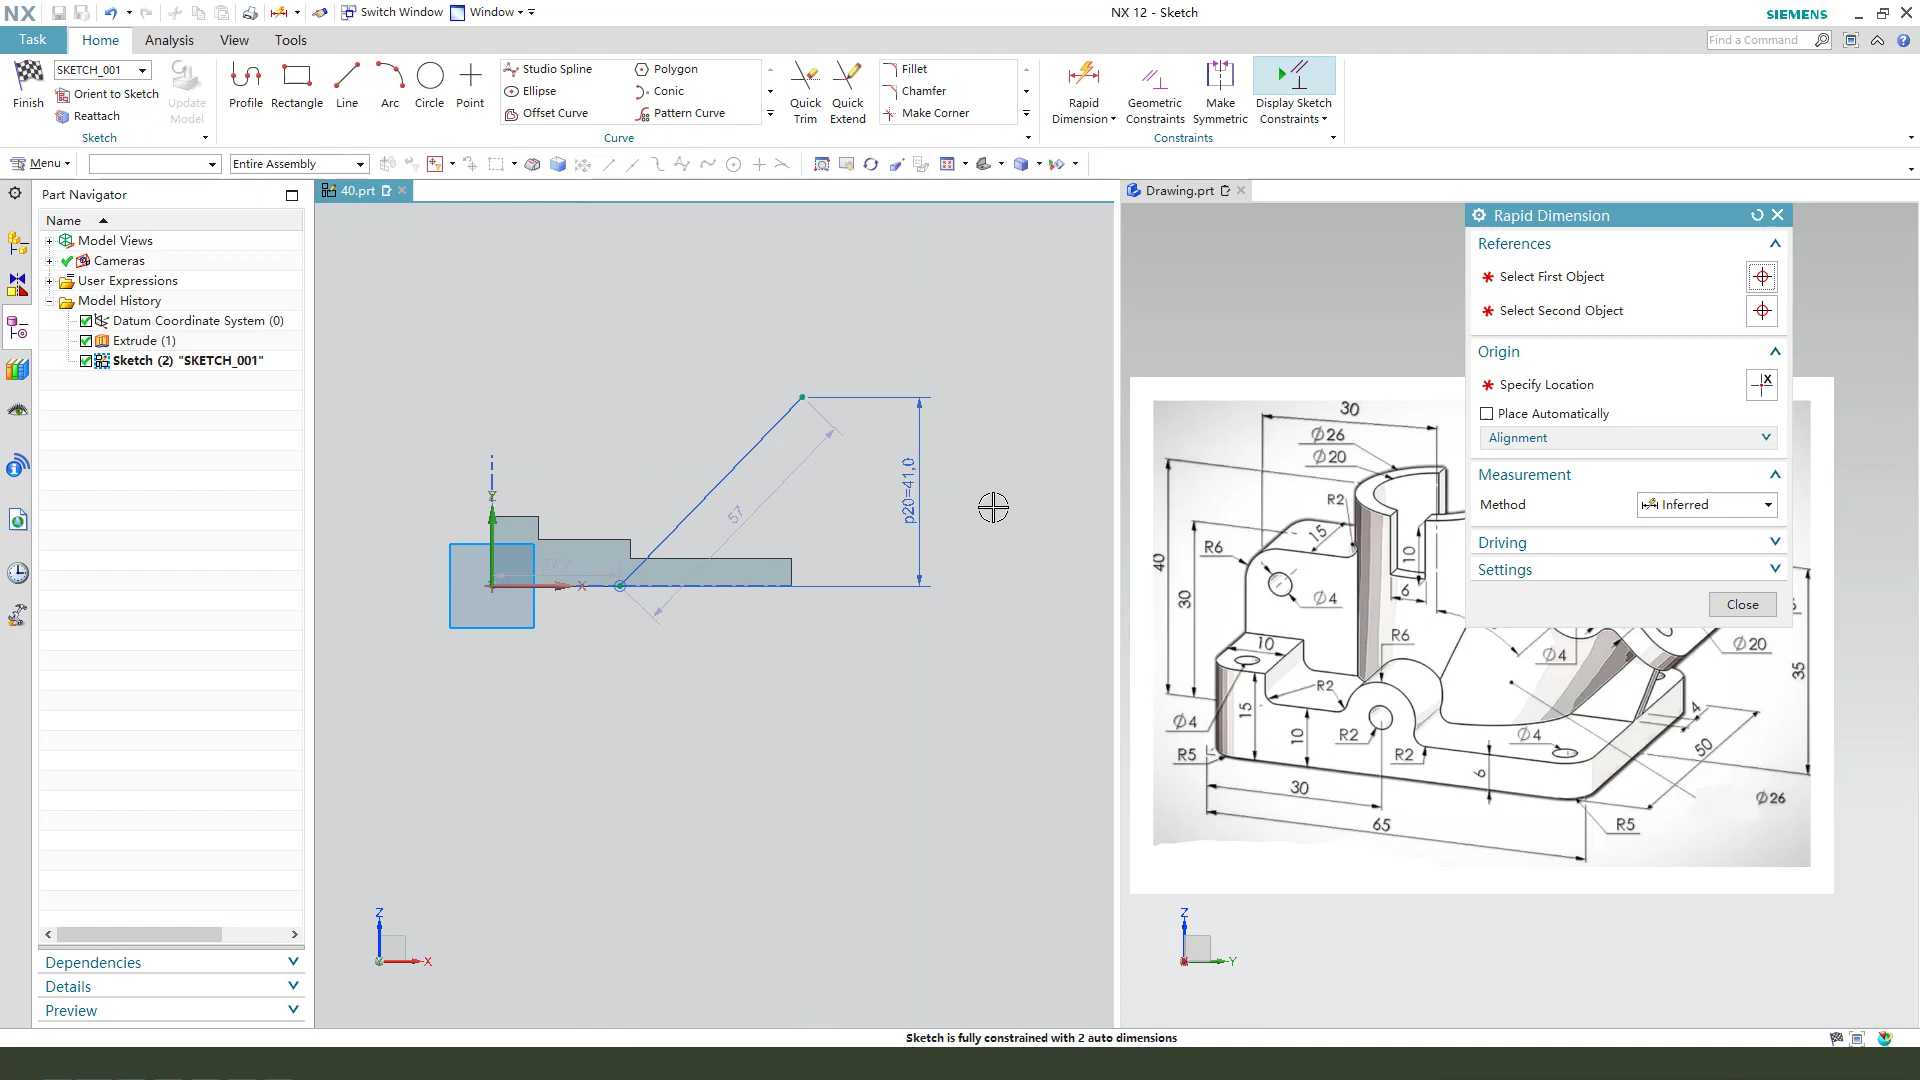 NX
Switch Window
Window
NX 12 - Sketch
SIEMENS
Task
Home
Analysis
View
Tools
Find a Command
SKETCH_001
Orient to Sketch
Reattach
Finish
Update
Model
Profile
Rectangle
Line
Arc
Circle
Point
Studio Spline
Polygon
Ellipse
Conic
Offset Curve
Pattern Curve
Quick
Trim
Quick
Extend
Fillet
Chamfer
Make Corner
Rapid
Dimension
Geometric
Constraints
Make
Symmetric
Display Sketch
Constraints
Sketch
Curve
Constraints
Menu
Entire Assembly
Part Navigator
Name
Model Views
Cameras
User Expressions
Model History
Datum Coordinate System (0)
Extrude (1)
Sketch (2) "SKETCH_001"
Dependencies
Details
Preview
40.prt
Drawing.prt
p20=41,0
57
Y
X
Z
X
Z
Y
Rapid Dimension
References
Select First Object
Select Second Object
Origin
Specify Location
Place Automatically
Alignment
Measurement
Method
Inferred
Driving
Settings
Close
30
Ø26
Ø20
R2
15
R6
40
10
Ø4
6
30
R6
10
Ø4
Ø20
35
R2
15
Ø4
10
R2
R2
Ø4
4
50
R5
6
30
Ø26
65
R5
Sketch is fully constrained with 2 auto dimensions